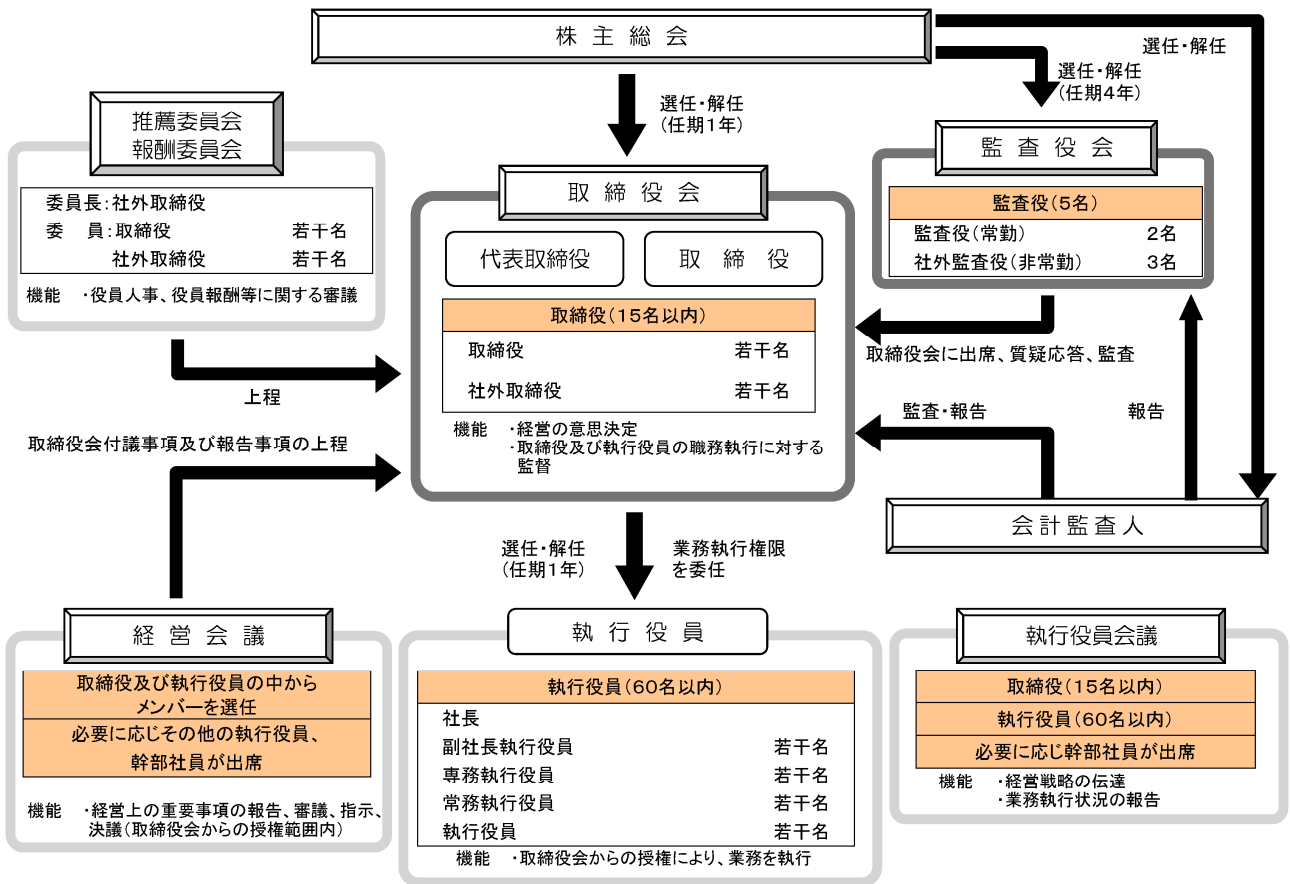 株主総会
選任・解任
選任・解任
(任期4年)
選任・解任
(任期1年)
推薦委員会
報酬委員会
委員長:社外取締役
委　員:取締役　若干名
社外取締役　若干名
機能　・役員人事、役員報酬等に関する審議
取締役会
代表取締役
取締役
取締役(15名以内)
取締役　若干名
社外取締役　若干名
機能　・経営の意思決定
・取締役及び執行役員の職務執行に対する
監督
監査役会
監査役(5名)
監査役(常勤)　2名
社外監査役(非常勤)　3名
取締役会に出席、質疑応答、監査
監査・報告
報告
会計監査人
上程
取締役会付議事項及び報告事項の上程
選任・解任
(任期1年)
業務執行権限
を委任
経営会議
取締役及び執行役員の中から
メンバーを選任
必要に応じその他の執行役員、
幹部社員が出席
機能　・経営上の重要事項の報告、審議、指示、
決議(取締役会からの授権範囲内)
執行役員
執行役員(60名以内)
社長
副社長執行役員　若干名
専務執行役員　若干名
常務執行役員　若干名
執行役員　若干名
機能　・取締役会からの授権により、業務を執行
執行役員会議
取締役(15名以内)
執行役員(60名以内)
必要に応じ幹部社員が出席
機能　・経営戦略の伝達
・業務執行状況の報告